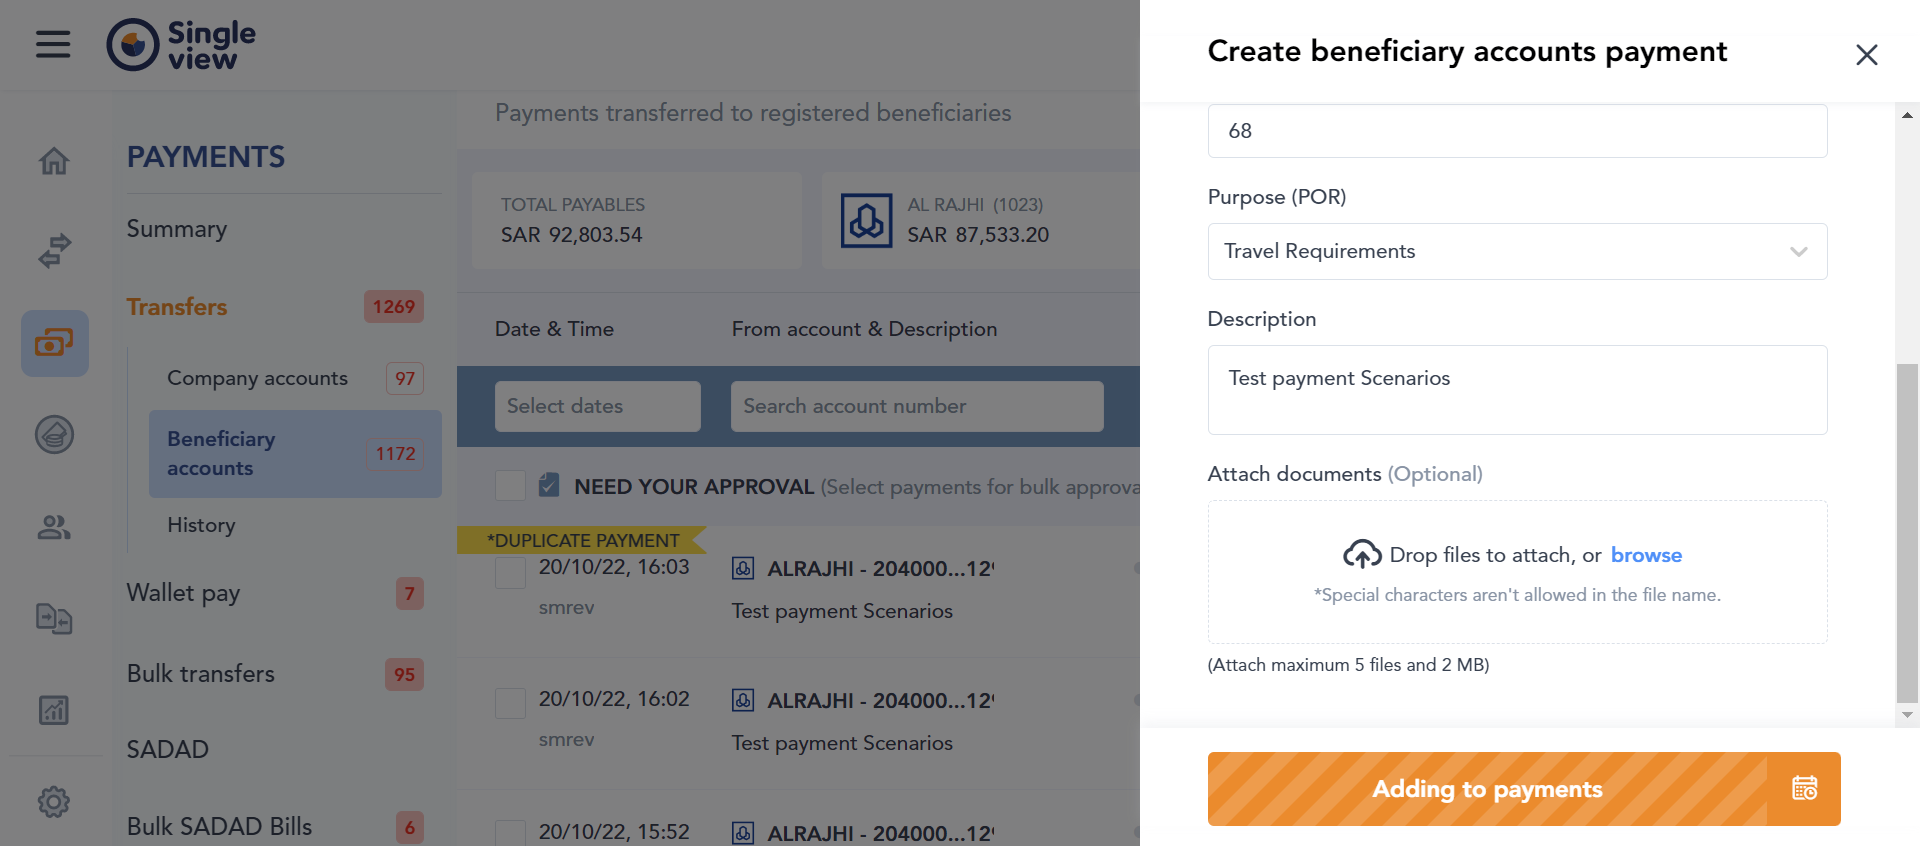 Single
view
PAYMENTS
Summary
Transfers 1269
Company accounts 97
Beneficiary
accounts 1172
History
Wallet pay 7
Bulk transfers 95
SADAD
Bulk SADAD Bills 6
Payments transferred to registered beneficiaries
TOTAL PAYABLES
SAR 92,803.54
AL RAJHI (1023)
SAR 87,533.20
Date & Time From account & Description
Select dates Search account number
NEED YOUR APPROVAL (Select payments for bulk approva
*DUPLICATE PAYMENT
20/10/22, 16:03 ALRAJHI - 204000...129
smrev Test payment Scenarios
20/10/22, 16:02 ALRAJHI - 204000...129
smrev Test payment Scenarios
20/10/22, 15:52 ALRAJHI - 204000...129
Create beneficiary accounts payment
68
Purpose (POR)
Travel Requirements
Description
Test payment Scenarios
Attach documents (Optional)
Drop files to attach, or browse
*Special characters aren't allowed in the file name.
(Attach maximum 5 files and 2 MB)
Adding to payments